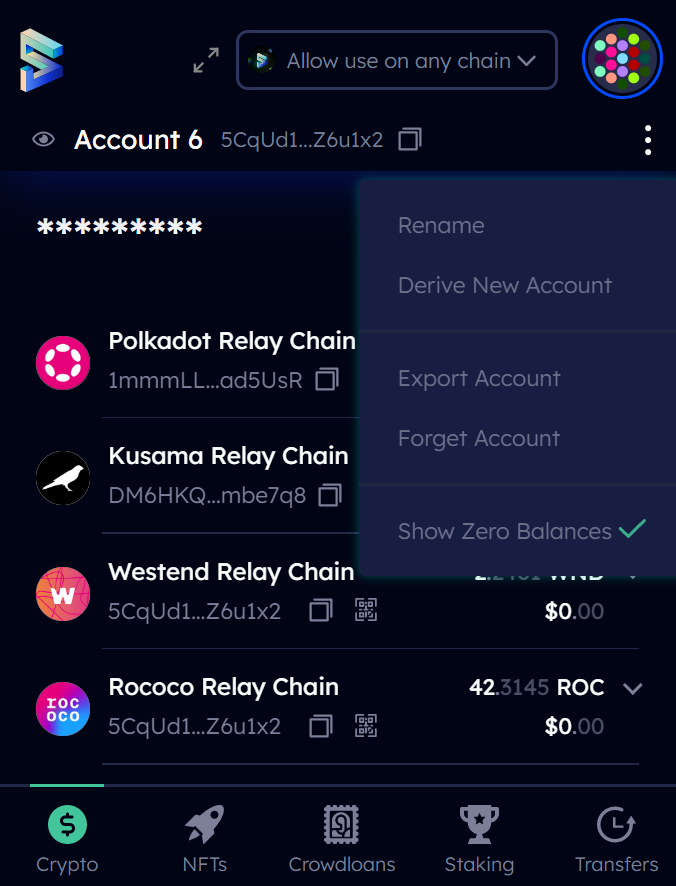 Allow use on any chain
Account 6 5CqUd1...Z6u1x2
*********
Rename
Derive New Account
Export Account
Forget Account
Show Zero Balances
Polkadot Relay Chain
1mmmLL...ad5UsR
Kusama Relay Chain
DM6HKQ...mbe7q8
Westend Relay Chain
5CqUd1...Z6u1x2 $0.00
roc
oco
Rococo Relay Chain 42.3145 ROC
5CqUd1...Z6u1x2 $0.00
Crypto NFTs Crowdloans Staking Transfers